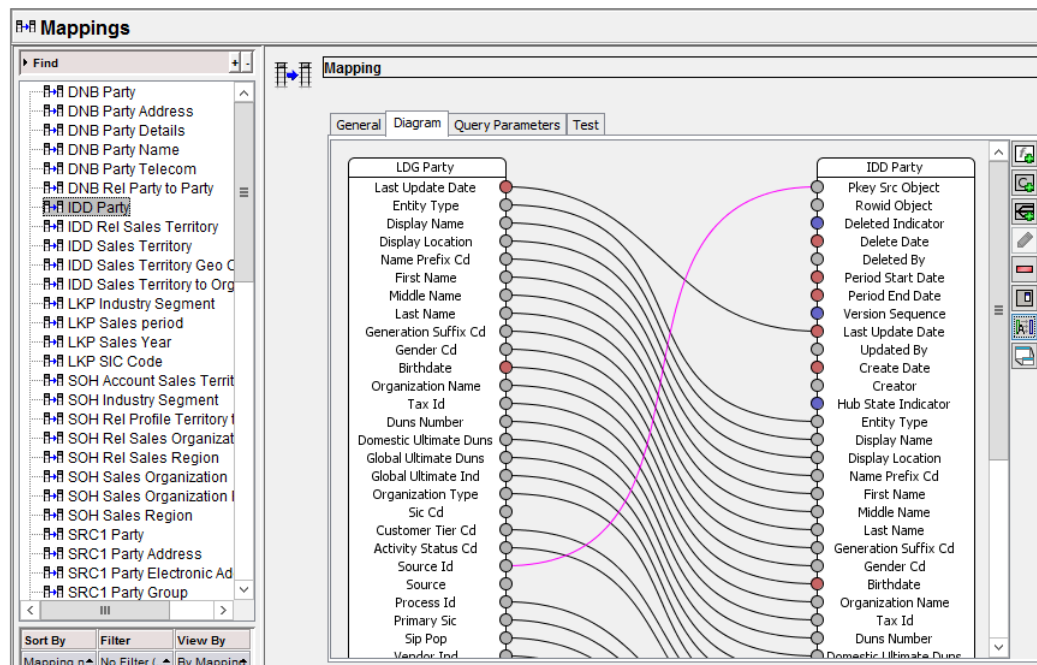 Mappings
Find
+ -
DNB Party
DNB Party Address
DNB Party Details
DNB Party Name
DNB Party Telecom
DNB Rel Party to Party
IDD Party
IDD Rel Sales Territory
IDD Sales Territory
IDD Sales Territory Geo C
IDD Sales Territory to Org
LKP Industry Segment
LKP Sales period
LKP Sales Year
LKP SIC Code
SOH Account Sales Territ
SOH Industry Segment
SOH Rel Profile Territory t
SOH Rel Sales Organizat
SOH Rel Sales Region
SOH Sales Organization
SOH Sales Organization I
SOH Sales Region
SRC1 Party
SRC1 Party Address
SRC1 Party Electronic Ad
SRC1 Party Group
Sort By Filter View By
Mapping n No Filter ( By Mapping
Mapping
General Diagram Query Parameters Test
LDG Party
Last Update Date
Entity Type
Display Name
Display Location
Name Prefix Cd
First Name
Middle Name
Last Name
Generation Suffix Cd
Gender Cd
Birthdate
Organization Name
Tax Id
Duns Number
Domestic Ultimate Duns
Global Ultimate Duns
Global Ultimate Ind
Organization Type
Sic Cd
Customer Tier Cd
Activity Status Cd
Source Id
Source
Process Id
Primary Sic
Sip Pop
Vendor Ind
IDD Party
Pkey Src Object
Rowid Object
Deleted Indicator
Delete Date
Deleted By
Period Start Date
Period End Date
Version Sequence
Last Update Date
Updated By
Create Date
Creator
Hub State Indicator
Entity Type
Display Name
Display Location
Name Prefix Cd
First Name
Middle Name
Last Name
Generation Suffix Cd
Gender Cd
Birthdate
Organization Name
Tax Id
Duns Number
Domestic Ultimate Duns